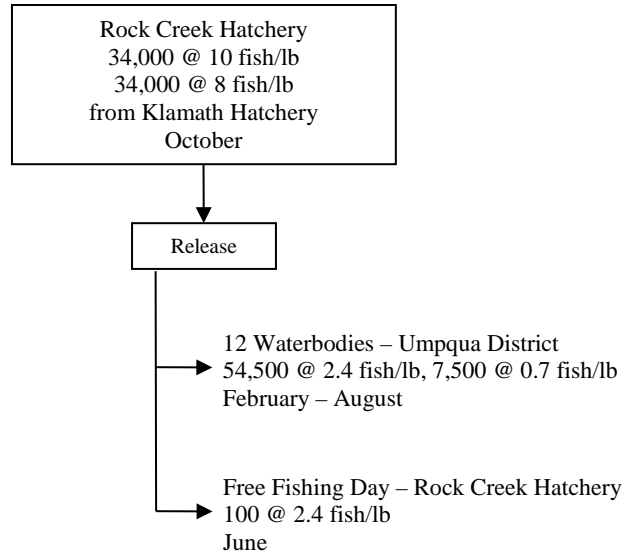 Rock Creek Hatchery
34,000 @ 10 fish/lb
34,000 @ 8 fish/lb
from Klamath Hatchery
October
Release
12 Waterbodies – Umpqua District
54,500 @ 2.4 fish/lb, 7,500 @ 0.7 fish/lb
February – August
Free Fishing Day – Rock Creek Hatchery
100 @ 2.4 fish/lb
June